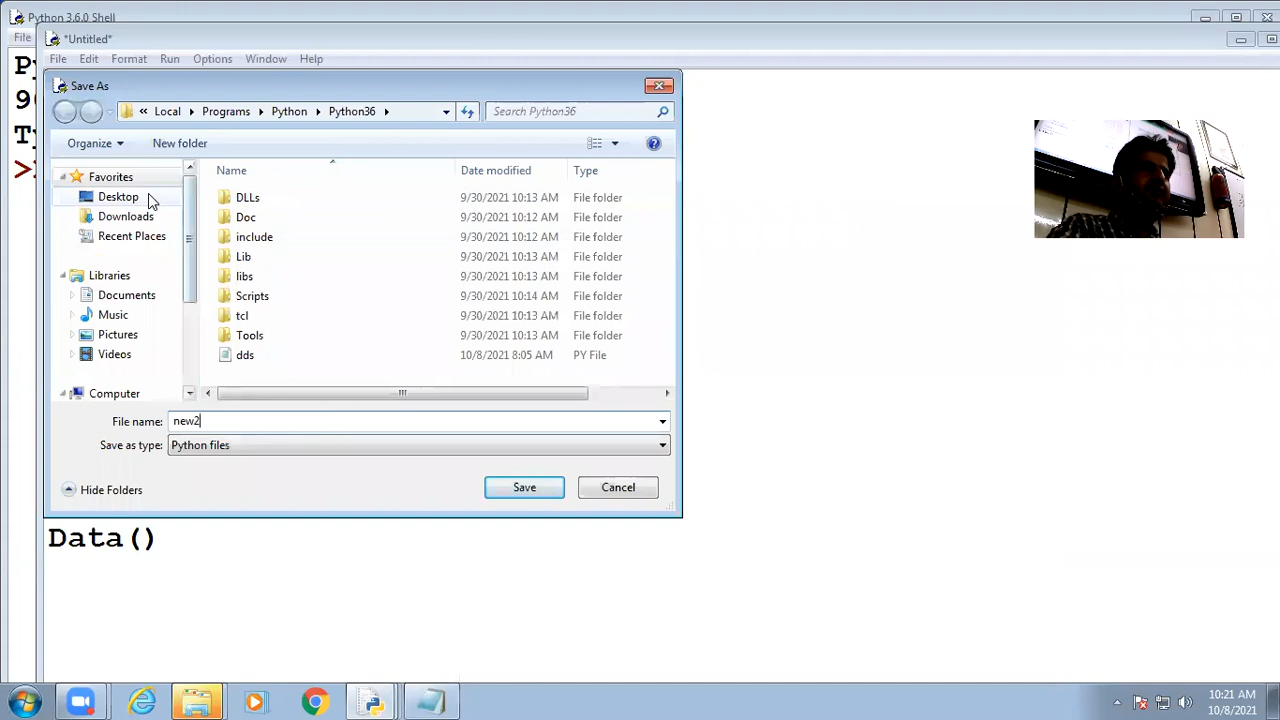 Python 3.6.0 Shell
File
*Untitled*
File Edit Format Run Options Window Help
Save As
Local Programs Python Python36
Search Python36
Organize New folder
Favorites
Desktop
Downloads
Recent Places
Libraries
Documents
Music
Pictures
Videos
Computer
Name Date modified Type
DLLs 9/30/2021 10:13 AM File folder
Doc 9/30/2021 10:12 AM File folder
include 9/30/2021 10:12 AM File folder
Lib 9/30/2021 10:13 AM File folder
libs 9/30/2021 10:13 AM File folder
Scripts 9/30/2021 10:14 AM File folder
tcl 9/30/2021 10:13 AM File folder
Tools 9/30/2021 10:13 AM File folder
dds 10/8/2021 8:05 AM PY File
File name: new2
Save as type: Python files
Hide Folders
Save
Cancel
Data()
10:21 AM
10/8/2021